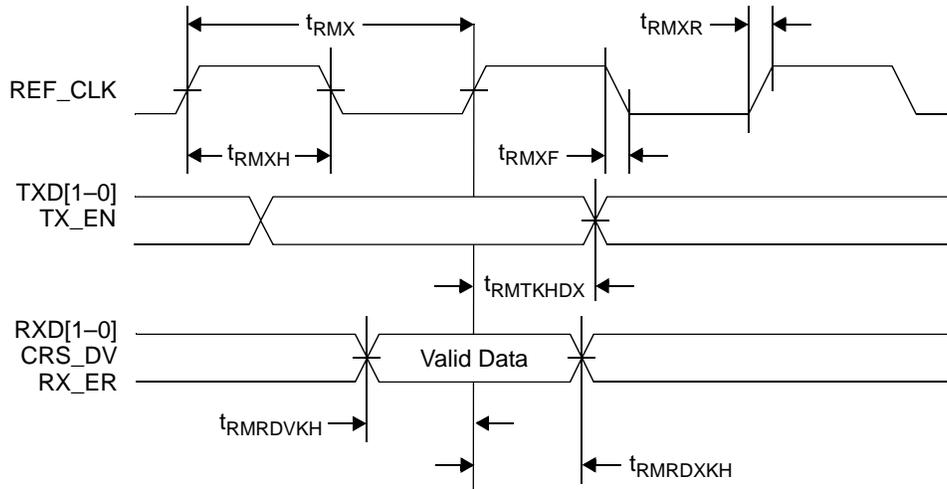 tRMX
tRMXR
REF_CLK
tRMXH
tRMXF
TXD[1–0]
TX_EN
tRMTKHDX
RXD[1–0]
CRS_DV
RX_ER
Valid Data
tRMRDVKH
tRMRDXKH